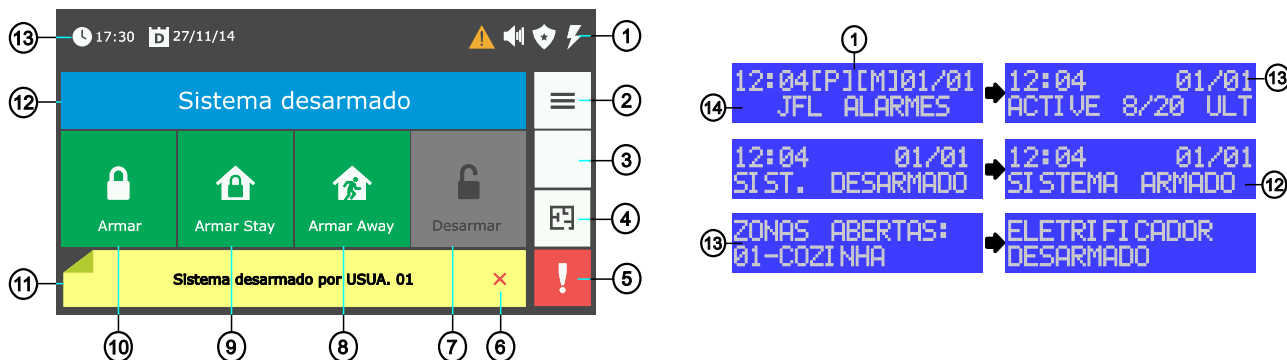 13
17:30
D
27/11/14
1
12
Sistema desarmado
2
3
Armar
Armar Stay
Armar Away
Desarmar
4
11
Sistema desarmado por USUA. 01
5
10
9
8
7
6
1
12:04[P][M]01/01
14
JFL ALARMES
12:04 01/01
13
ACTIVE 8/20 ULT
12:04 01/01
SIST. DESARMADO
12:04 01/01
SISTEMA ARMADO
12
13
ZONAS ABERTAS:
01-COZINHA
ELETRIFICADOR
DESARMADO